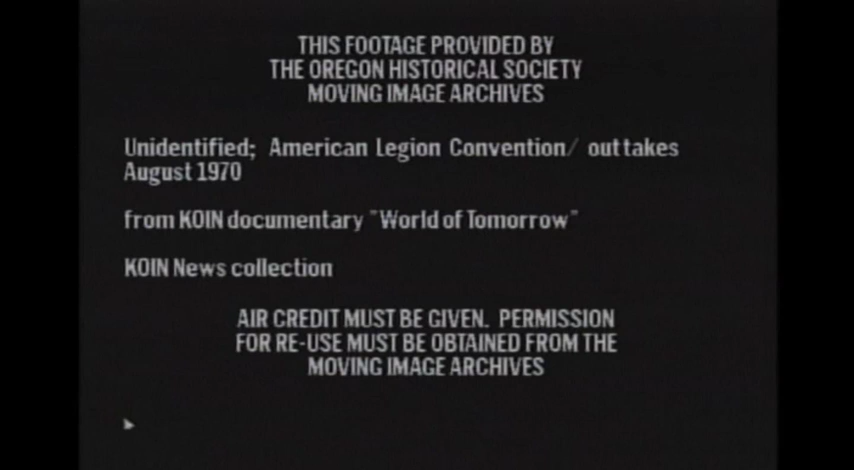 THIS FOOTAGE PROVIDED BY
THE OREGON HISTORICAL SOCIETY
MOVING IMAGE ARCHIVES
Unidentified; American Legion Convention/ outtakes
August 1970
from KOIN documentary "World of Tomorrow"
KOIN News collection
AIR CREDIT MUST BE GIVEN. PERMISSION
FOR RE-USE MUST BE OBTAINED FROM THE
MOVING IMAGE ARCHIVES